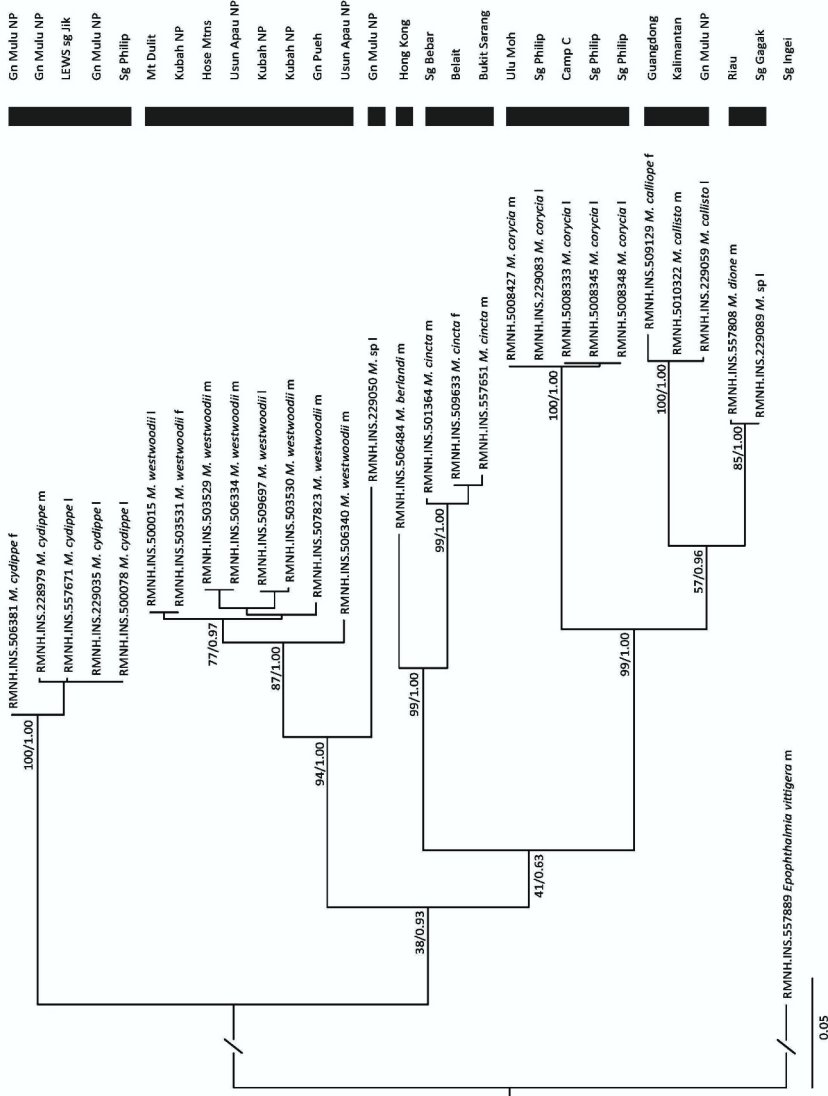 Gn Mulu NP
Gn Mulu NP
LEWS sg Jik
Gn Mulu NP
Sg Philip
Mt Dulit
Kubah NP
Hose Mtns
Usun Apau NP
Kubah NP
Kubah NP
Gn Pueh
Usun Apau NP
Gn Mulu NP
Hong Kong
Sg Bebar
Belait
Bukit Sarang
Ulu Moh
Sg Philip
Camp C
Sg Philip
Sg Philip
Guangdong
Kalimantan
Gn Mulu NP
Riau
Sg Gagak
Sg Ingei
RMNH.INS.506381 M. cydippe f
RMNH.INS.228979 M. cydippe m
RMNH.INS.557671 M. cydippe l
RMNH.INS.229035 M. cydippe l
RMNH.INS.500078 M. cydippe l
RMNH.INS.500015 M. westwoodii l
RMNH.INS.503531 M. westwoodii f
RMNH.INS.503529 M. westwoodii m
RMNH.INS.506334 M. westwoodii m
RMNH.INS.509697 M. westwoodii l
RMNH.INS.503530 M. westwoodii m
RMNH.INS.507823 M. westwoodii m
RMNH.INS.506340 M. westwoodii m
RMNH.INS.229050 M. sp l
RMNH.INS.506484 M. berlandi m
RMNH.INS.501364 M. cincta m
RMNH.INS.509633 M. cincta f
RMNH.INS.557651 M. cincta m
RMNH.5008427 M. corycia m
RMNH.INS.229083 M. corycia l
RMNH.5008333 M. corycia l
RMNH.5008345 M. corycia l
RMNH.5008348 M. corycia l
RMNH.INS.509129 M. calliope f
RMNH.5010322 M. callisto m
RMNH.INS.229059 M. callisto l
RMNH.INS.557808 M. dione m
RMNH.INS.229089 M. sp l
RMNH.INS.557889 Epophthalmia vittigera m
100/1.00
77/0.97
87/1.00
94/1.00
99/1.00
99/1.00
100/1.00
100/1.00
85/1.00
57/0.96
99/1.00
41/0.63
38/0.93
0.05